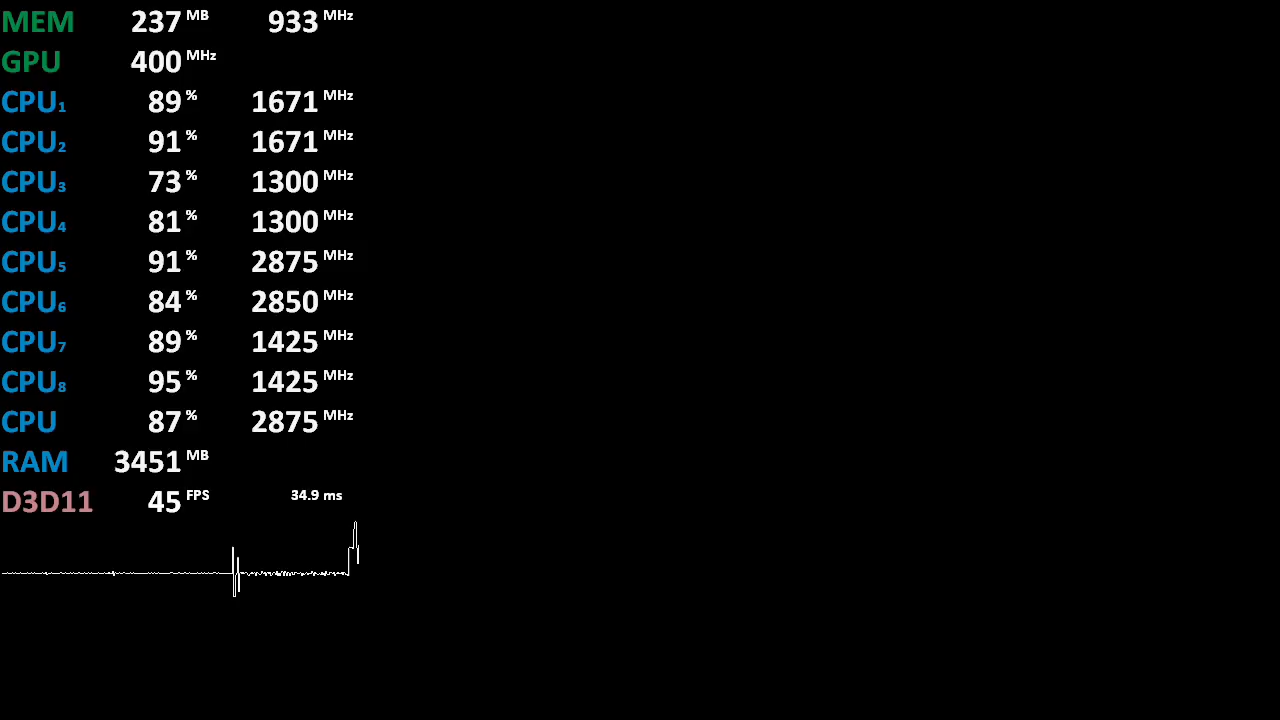 MEM 237 MB 933 MHz
GPU 400 MHz
CPU1 89 % 1671 MHz
CPU2 91 % 1671 MHz
CPU3 73 % 1300 MHz
CPU4 81 % 1300 MHz
CPU5 91 % 2875 MHz
CPU6 84 % 2850 MHz
CPU7 89 % 1425 MHz
CPU8 95 % 1425 MHz
CPU 87 % 2875 MHz
RAM 3451 MB
D3D11 45 FPS 34.9 ms